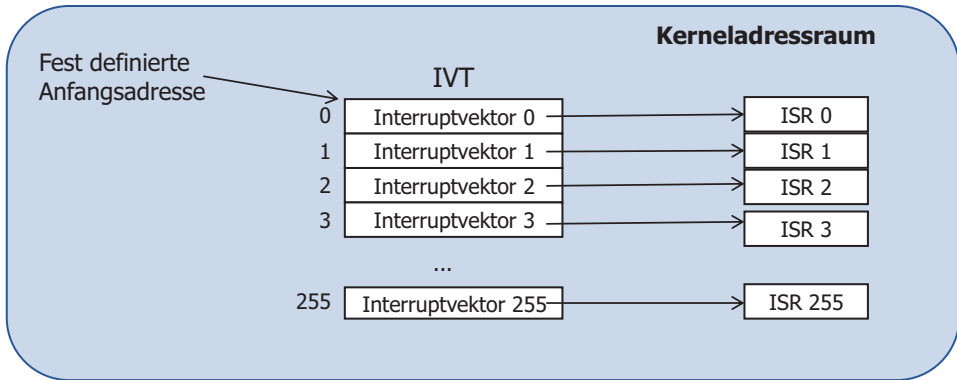 Kerneladressraum
Fest definierte
Anfangsadresse
IVT
0 Interruptvektor 0 ISR 0
1 Interruptvektor 1 ISR 1
2 Interruptvektor 2 ISR 2
3 Interruptvektor 3 ISR 3
...
255 Interruptvektor 255 ISR 255